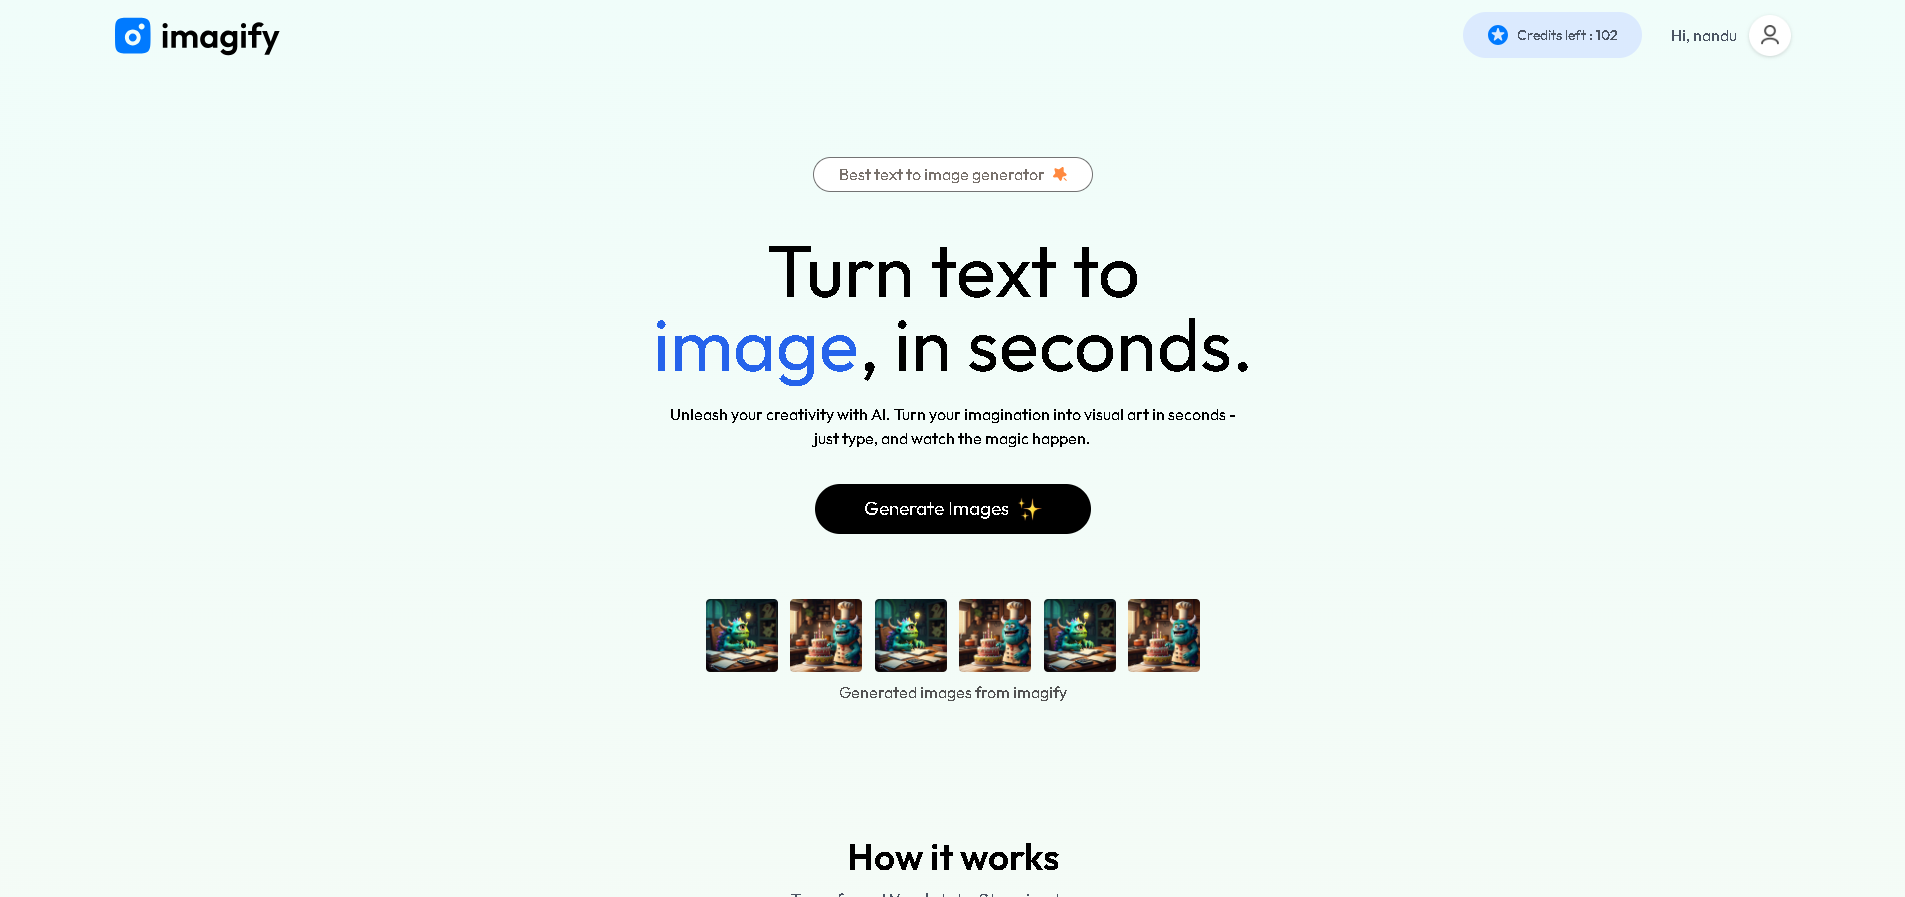 imagify
Credits left : 102
Hi, nandu
Best text to image generator
Turn text to
image, in seconds.
Unleash your creativity with AI. Turn your imagination into visual art in seconds -
just type, and watch the magic happen.
Generate Images
Generated images from imagify
How it works